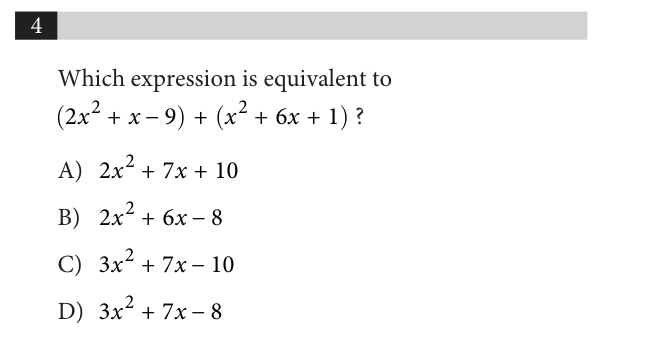 4
Which expression is equivalent to
(2x² + x – 9) + (x² + 6x + 1) ?
A) 2x² + 7x + 10
B) 2x² + 6x – 8
C) 3x² + 7x – 10
D) 3x² + 7x – 8